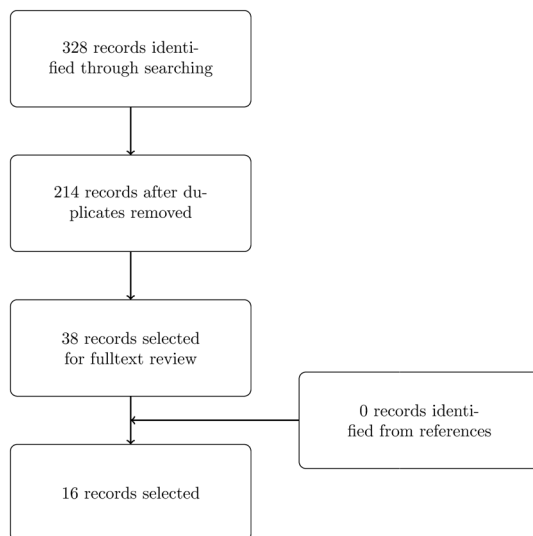 328 records identi-
fied through searching
214 records after du-
plicates removed
38 records selected
for fulltext review
0 records identi-
fied from references
16 records selected